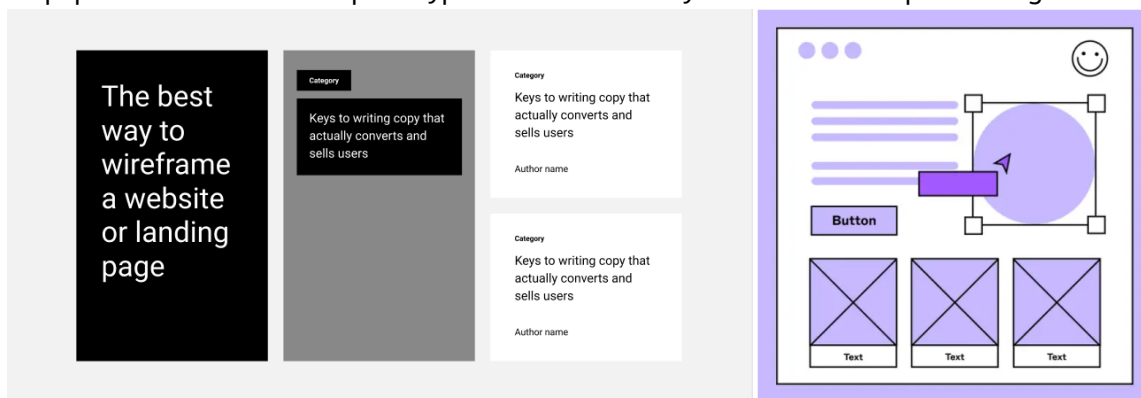 The best
way to
wireframe
a website
or landing
page
Category
Keys to writing copy that
actually converts and
sells users
Category
Keys to writing copy that
actually converts and
sells users
Author name
Category
Keys to writing copy that
actually converts and
sells users
Author name
Button
Text
Text
Text